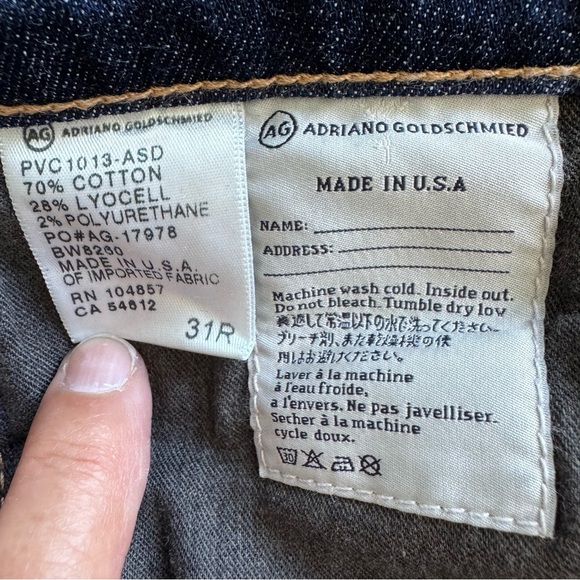 AG ADRIANO GOLDSCHMIED
PVC1013-ASD
70% COTTON
28% LYOCELL
2% POLYURETHANE
PO#AG-17978
BW8260
MADE IN U.S.A.
OF IMPORTED FABRIC
RN 104857
CA 54612
31R
AG ADRIANO GOLDSCHMIED
MADE IN U.S.A
NAME:
ADDRESS:
Machine wash cold. Inside out.
Do not bleach. Tumble dry low
裏返して常温以下の水で洗ってください。
ブリーチ剤、また乾燥機の使
用はお避けください。
Laver à la machine
à l'eau froide,
a l'envers. Ne pas javelliser.
Secher à la machine
cycle doux.
30